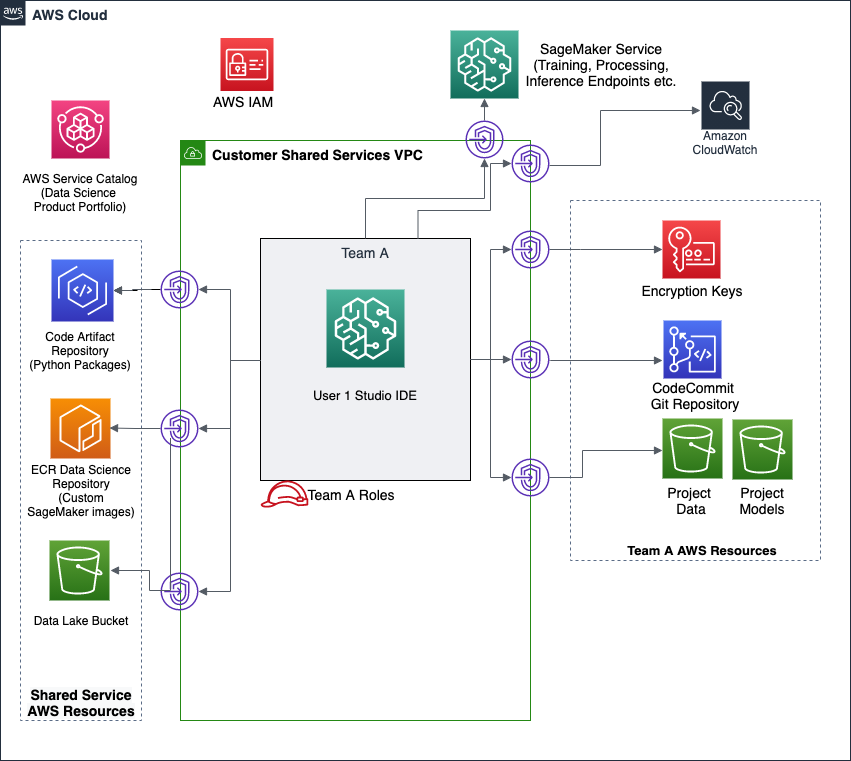 aws
AWS Cloud
AWS IAM
SageMaker Service
(Training, Processing,
Inference Endpoints etc.
Amazon
CloudWatch
AWS Service Catalog
(Data Science
Product Portfolio)
Customer Shared Services VPC
Team A
User 1 Studio IDE
Team A Roles
Code Artifact
Repository
(Python Packages)
ECR Data Science
Repository
(Custom
SageMaker images)
Data Lake Bucket
Shared Service
AWS Resources
Encryption Keys
CodeCommit
Git Repository
Project
Data
Project
Models
Team A AWS Resources